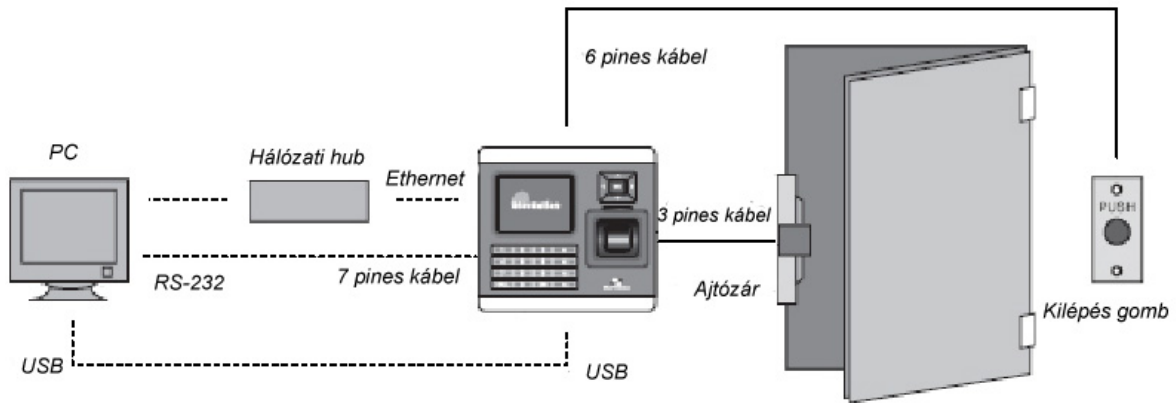 6 pines kábel
PC
Hálózati hub
Ethernet
3 pines kábel
PUSH
RS-232
7 pines kábel
Ajtózár
Kilépés gomb
USB
USB